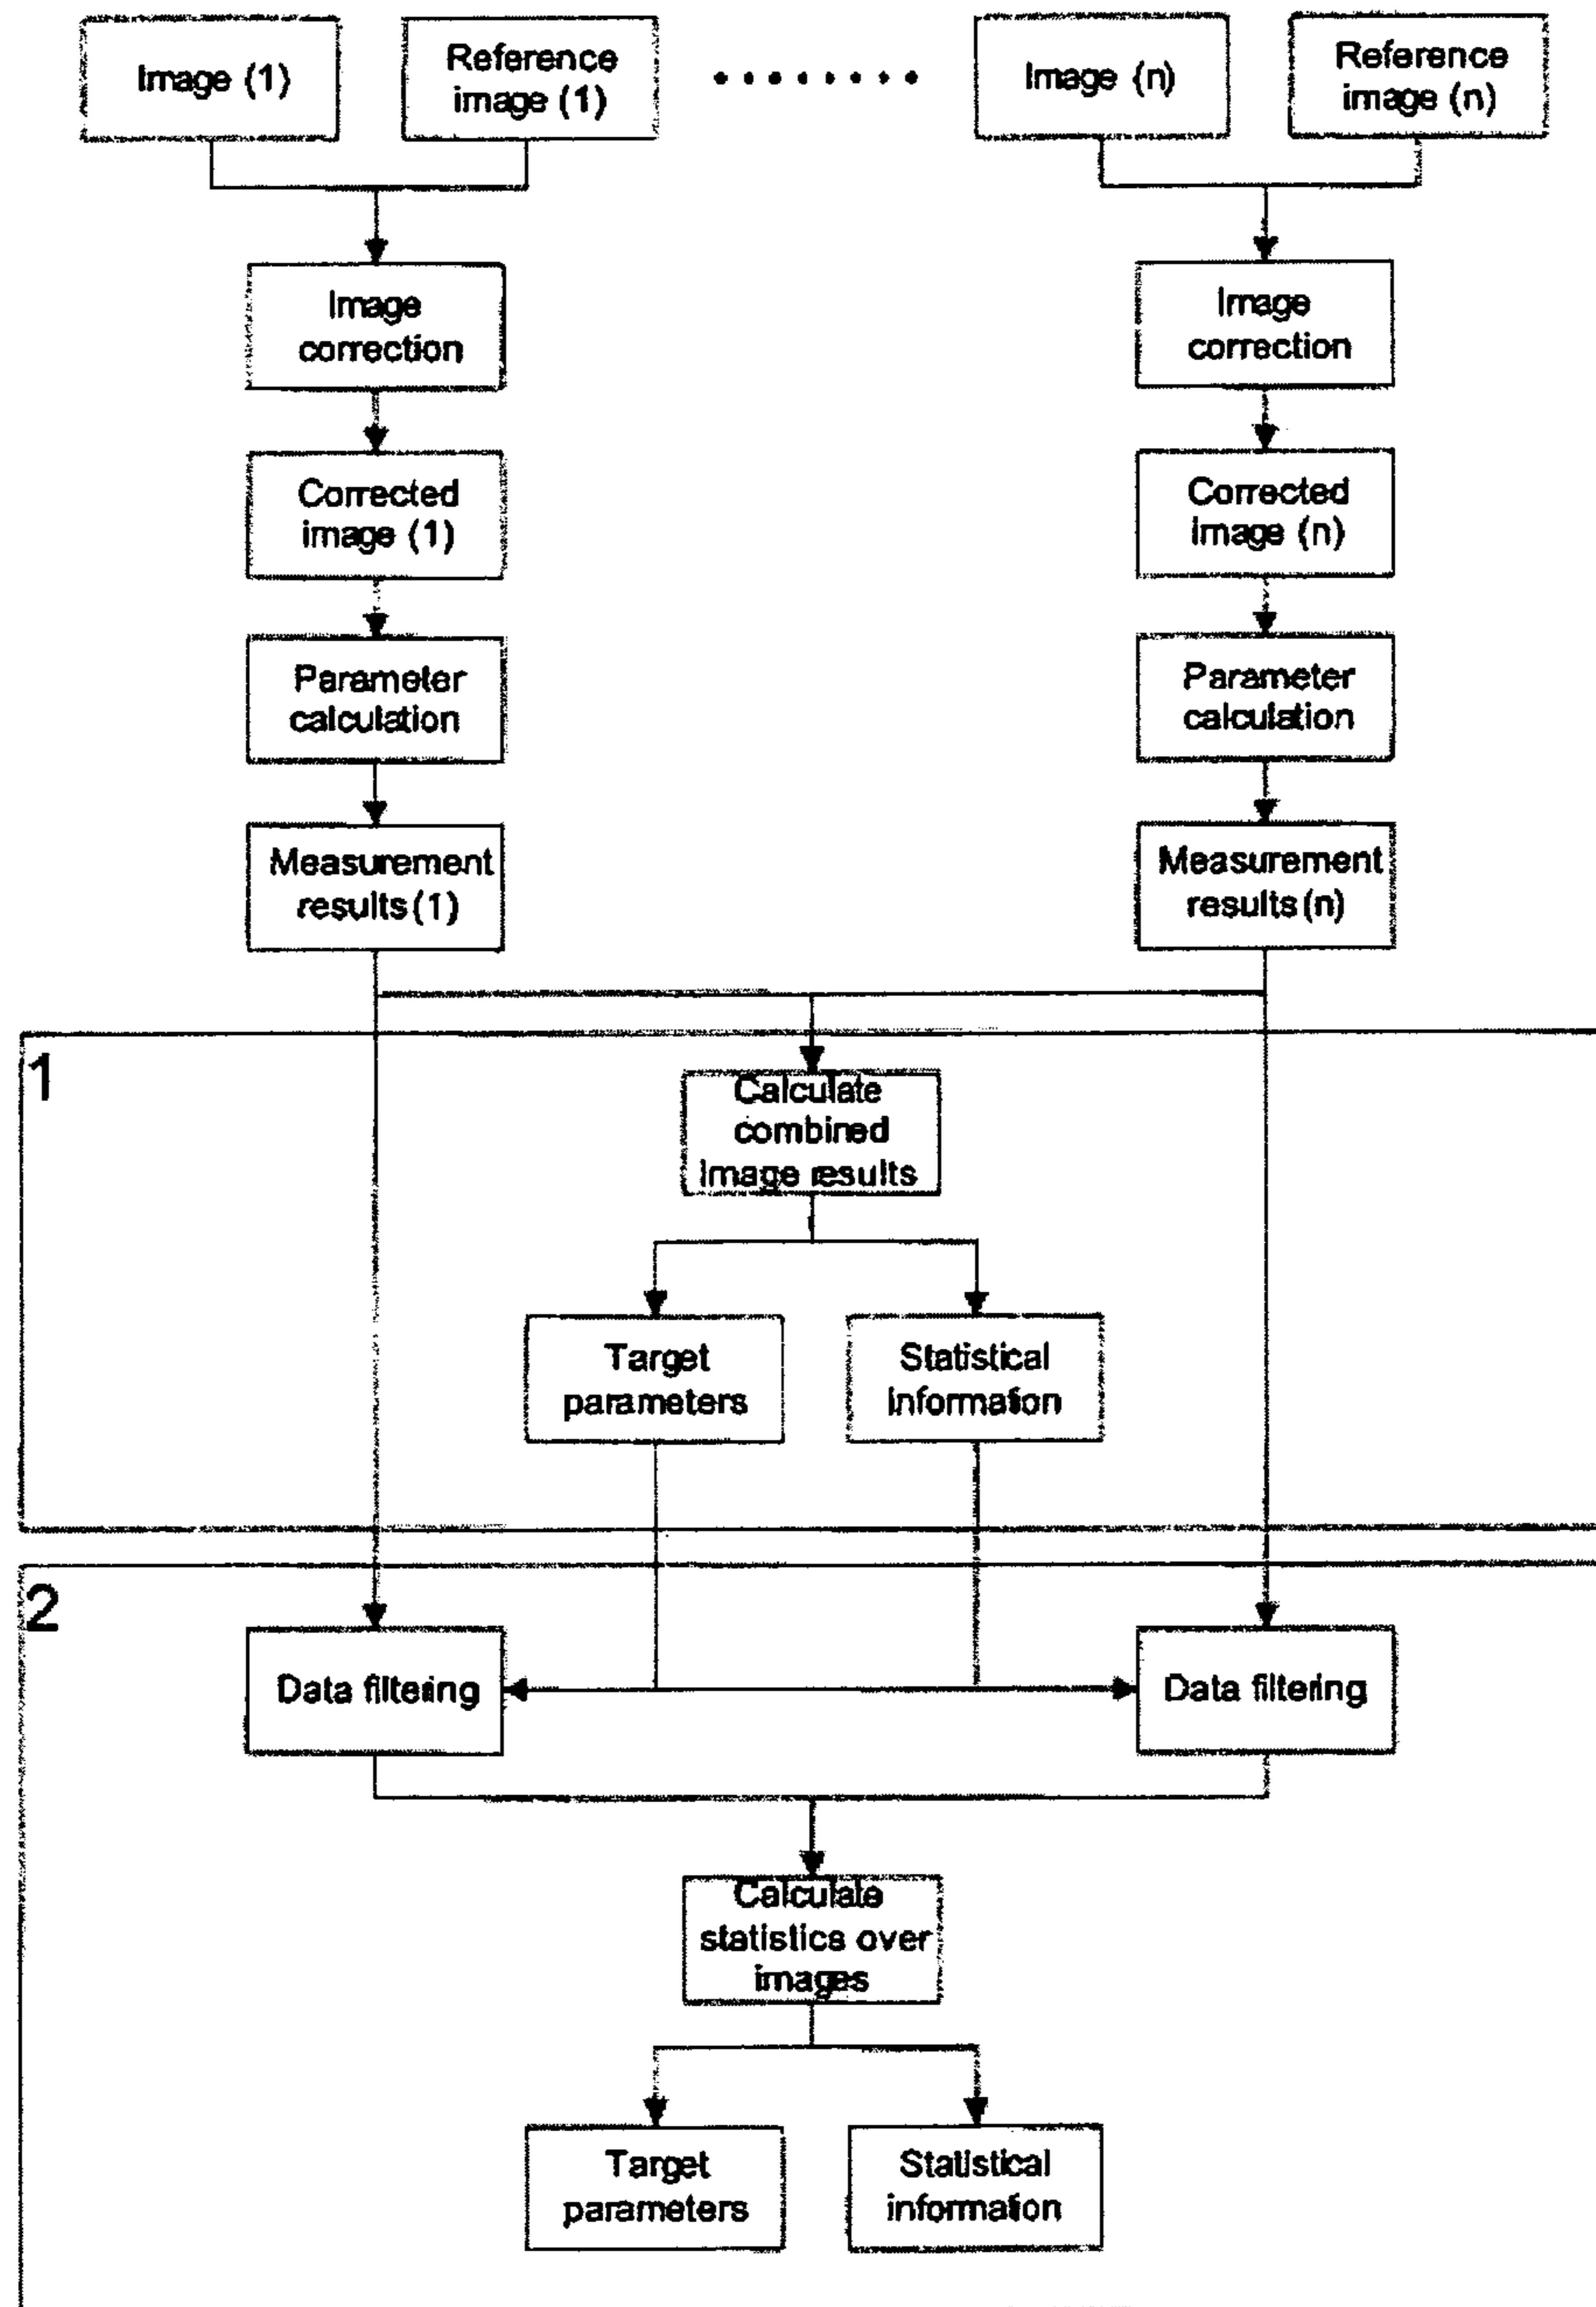 Image (1)
Reference
image (1)
Image (n)
Reference
image (n)
Image
correction
Image
correction
Corrected
image (1)
Corrected
Image (n)
Parameter
calculation
Parameter
calculation
Measurement
results (1)
Measurement
results (n)
1
Calculate
combined
Image results
Target
parameters
Statistical
Information
2
Data filtering
Data filtering
Calculate
statistics over
images
Target
parameters
Statistical
information